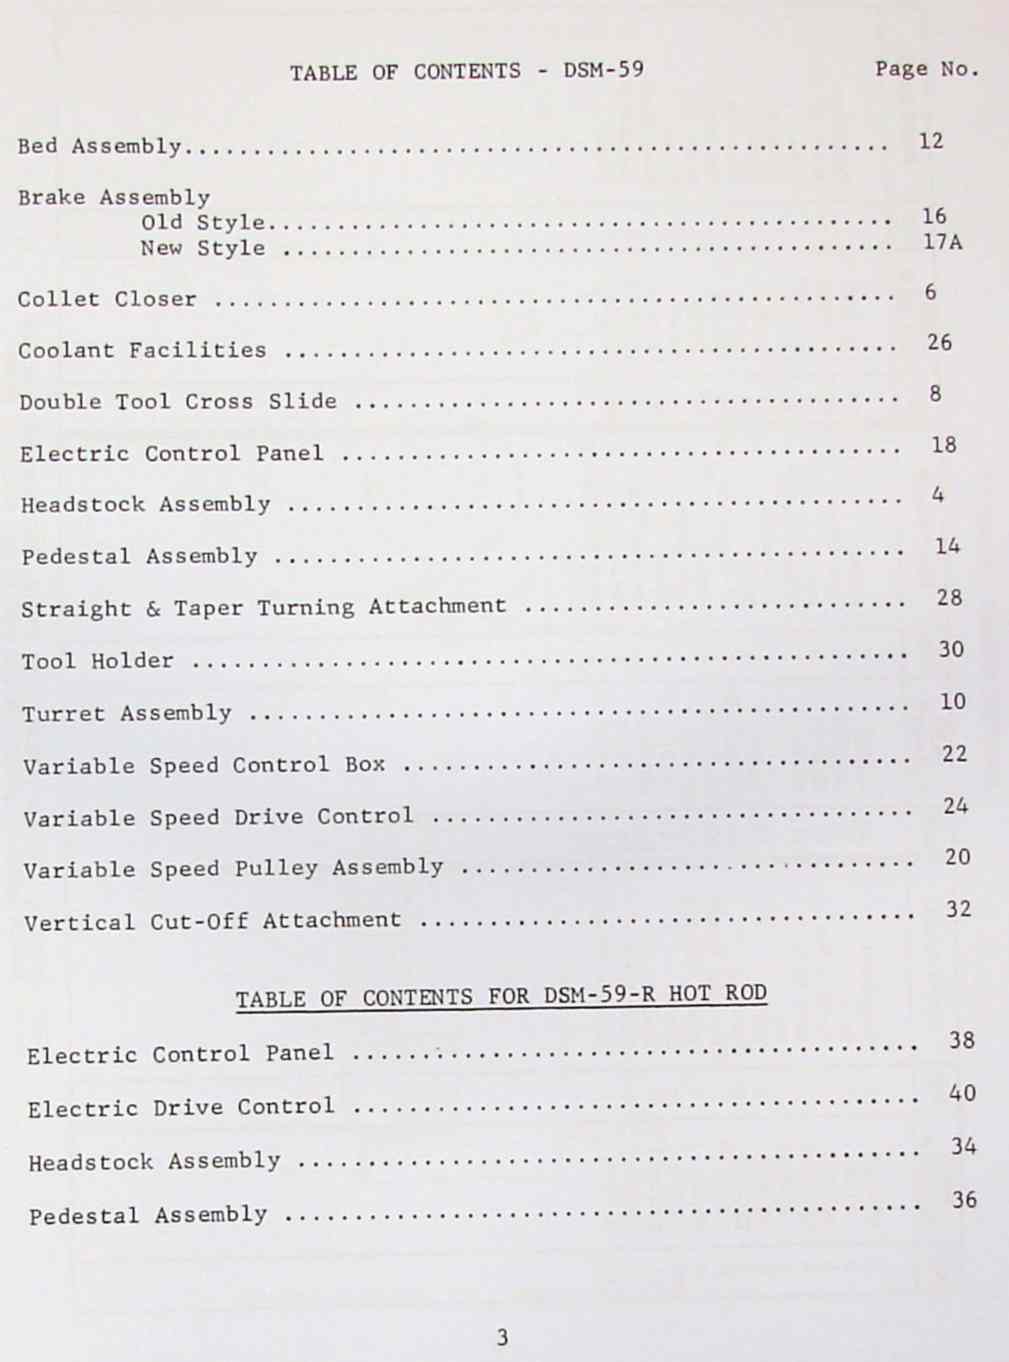 TABLE OF CONTENTS - DSM-59 Page No.
Bed Assembly................................................... 12
Brake Assembly
Old Style............................................. 16
New Style ............................................ 17A
Collet Closer ................................................. 6
Coolant Facilities ............................................ 26
Double Tool Cross Slide ........................................ 8
Electric Control Panel ......................................... 18
Headstock Assembly ............................................. 4
Pedestal Assembly .............................................. 14
Straight & Taper Turning Attachment ............................ 28
Tool Holder .................................................... 30
Turret Assembly ................................................ 10
Variable Speed Control Box ..................................... 22
Variable Speed Drive Control ................................... 24
Variable Speed Pulley Assembly ................................. 20
Vertical Cut-Off Attachment .................................... 32
TABLE OF CONTENTS FOR DSM-59-R HOT ROD
Electric Control Panel ......................................... 38
Electric Drive Control ......................................... 40
Headstock Assembly ............................................. 34
Pedestal Assembly .............................................. 36
3